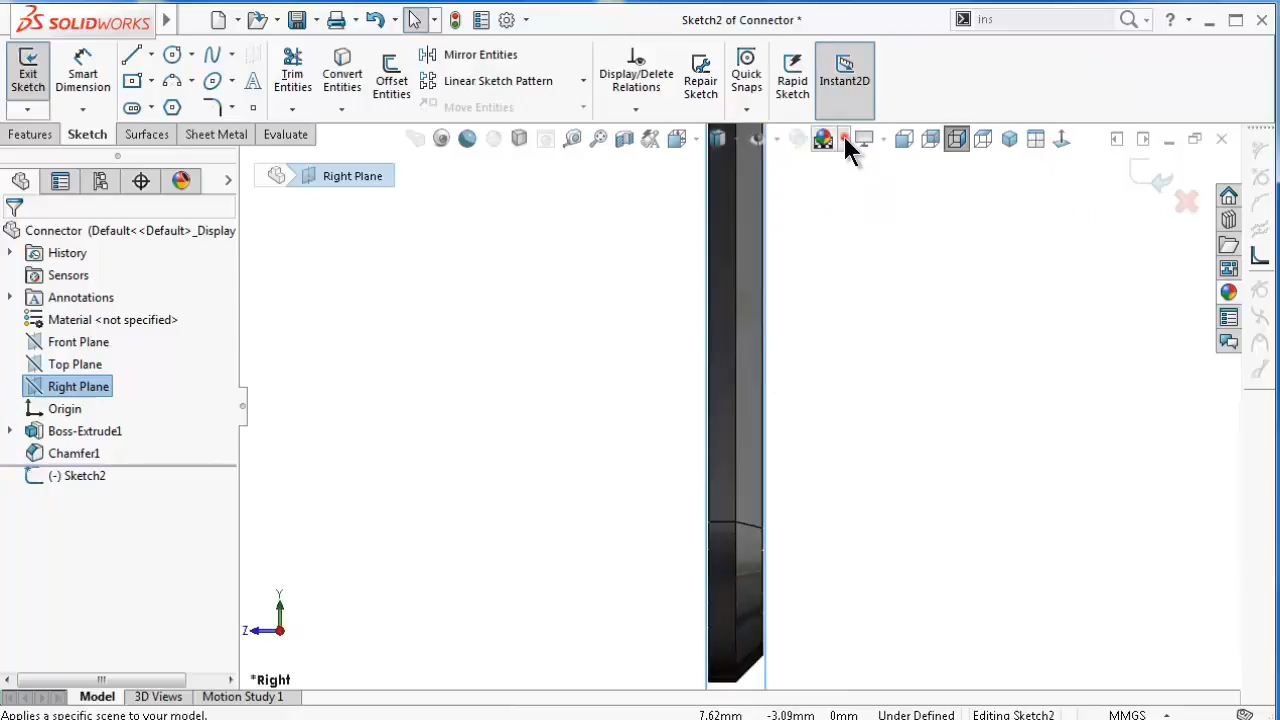 SOLIDWORKS
Sketch2 of Connector *
ins
?
Exit Sketch
Smart Dimension
Trim Entities
Convert Entities
Offset Entities
Mirror Entities
Linear Sketch Pattern
Move Entities
Display/Delete Relations
Repair Sketch
Quick Snaps
Rapid Sketch
Instant2D
Features
Sketch
Surfaces
Sheet Metal
Evaluate
Right Plane
Connector (Default<<Default>_Display
History
Sensors
Annotations
Material <not specified>
Front Plane
Top Plane
Right Plane
Origin
Boss-Extrude1
Chamfer1
(-) Sketch2
Y
Z
*Right
Model
3D Views
Motion Study 1
Applies a specific scene to your model.
7.62mm
-3.09mm
0mm
Under Defined
Editing Sketch2
MMGS